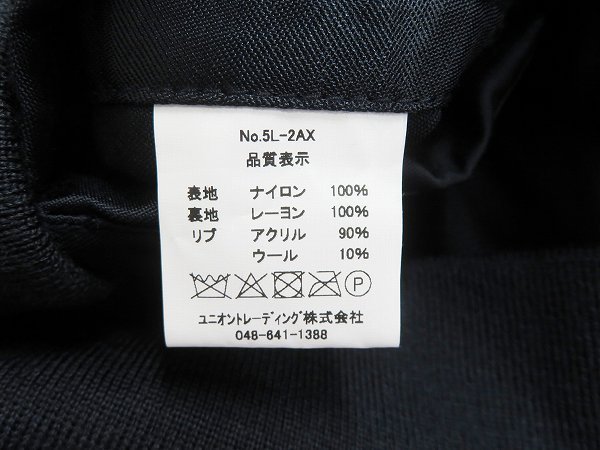 No.5L-2AX
品質表示
表地 ナイロン 100%
裏地 レーヨン 100%
リブ アクリル 90%
ウール 10%
P
ユニオントレーディング株式会社
048-641-1388